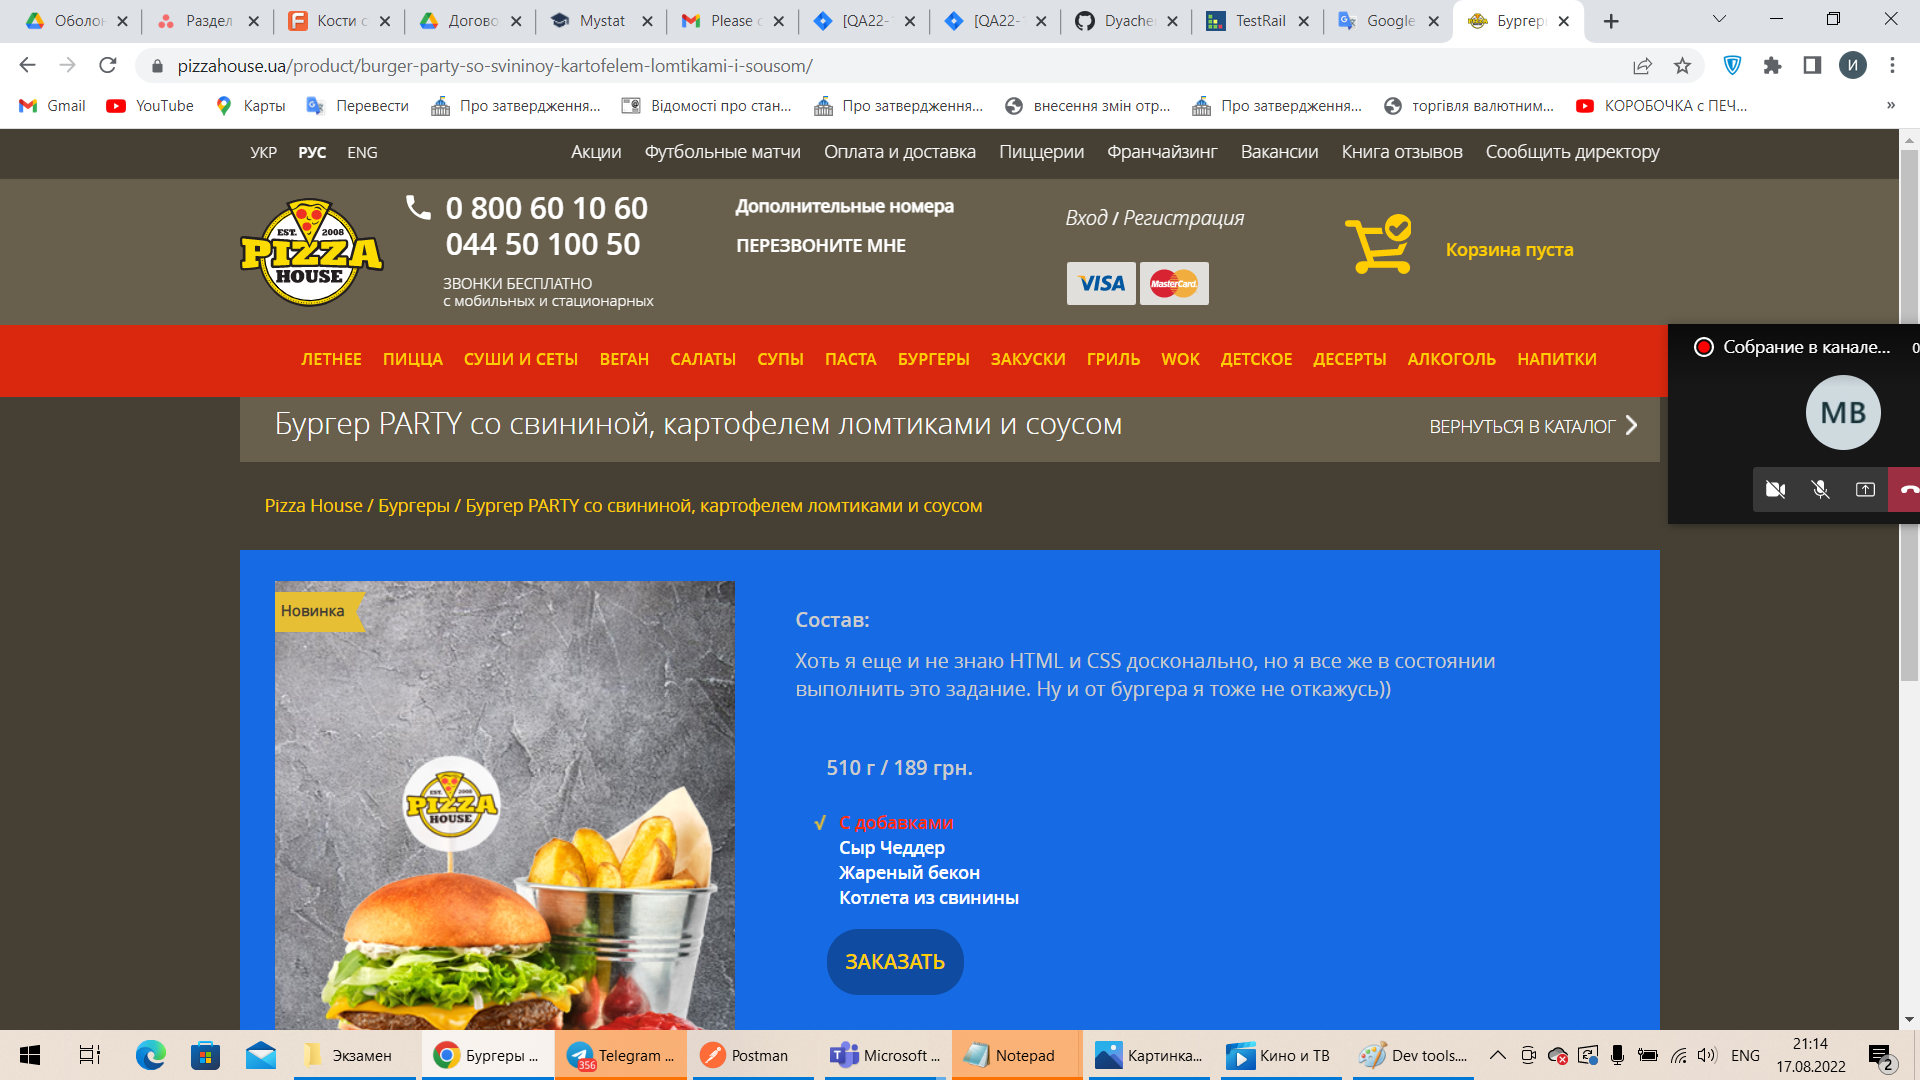 Оболон
Раздел
Кости с
Догово
Mystat
Please c
[QA22-
[QA22-
Dyache
TestRail
Google
Бургер
pizzahouse.ua/product/burger-party-so-svininoy-kartofelem-lomtikami-i-sousom/
И
Gmail
YouTube
Карты
Перевести
Про затвердження...
Відомості про стан...
Про затвердження...
внесення змін отр...
Про затвердження...
торгівля валютним...
КОРОБОЧКА с ПЕЧ...
»
УКР РУС ENG
Акции Футбольные матчи Оплата и доставка Пиццерии Франчайзинг Вакансии Книга отзывов Сообщить директору
EST. 2008
PIZZA
HOUSE
0 800 60 10 60
044 50 100 50
ЗВОНКИ БЕСПЛАТНО
с мобильных и стационарных
Дополнительные номера
ПЕРЕЗВОНИТЕ МНЕ
Вход / Регистрация
VISA MasterCard
Корзина пуста
ЛЕТНЕЕ ПИЦЦА СУШИ И СЕТЫ ВЕГАН САЛАТЫ СУПЫ ПАСТА БУРГЕРЫ ЗАКУСКИ ГРИЛЬ WOK ДЕТСКОЕ ДЕСЕРТЫ АЛКОГОЛЬ НАПИТКИ
Собрание в канале... 0
МВ
Бургер PARTY со свининой, картофелем ломтиками и соусом
ВЕРНУТЬСЯ В КАТАЛОГ
Pizza House / Бургеры / Бургер PARTY со свининой, картофелем ломтиками и соусом
Новинка
EST. 2008
PIZZA
HOUSE
Состав:
Хоть я еще и не знаю HTML и CSS досконально, но я все же в состоянии
выполнить это задание. Ну и от бургера я тоже не откажусь))
510 г / 189 грн.
√ С добавками
Сыр Чеддер
Жареный бекон
Котлета из свинины
ЗАКАЗАТЬ
Экзамен
Бургеры ...
356
Telegram ...
Postman
Microsoft ...
Notepad
Картинка...
Кино и ТВ
Dev tools....
ENG
21:14
17.08.2022
2